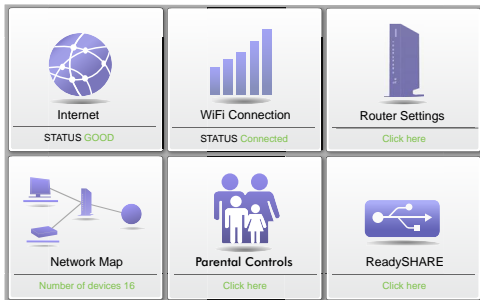 Internet
STATUS GOOD
WiFi Connection
STATUS Connected
Router Settings
Click here
Network Map
Number of devices 16
Parental Controls
Click here
ReadySHARE
Click here